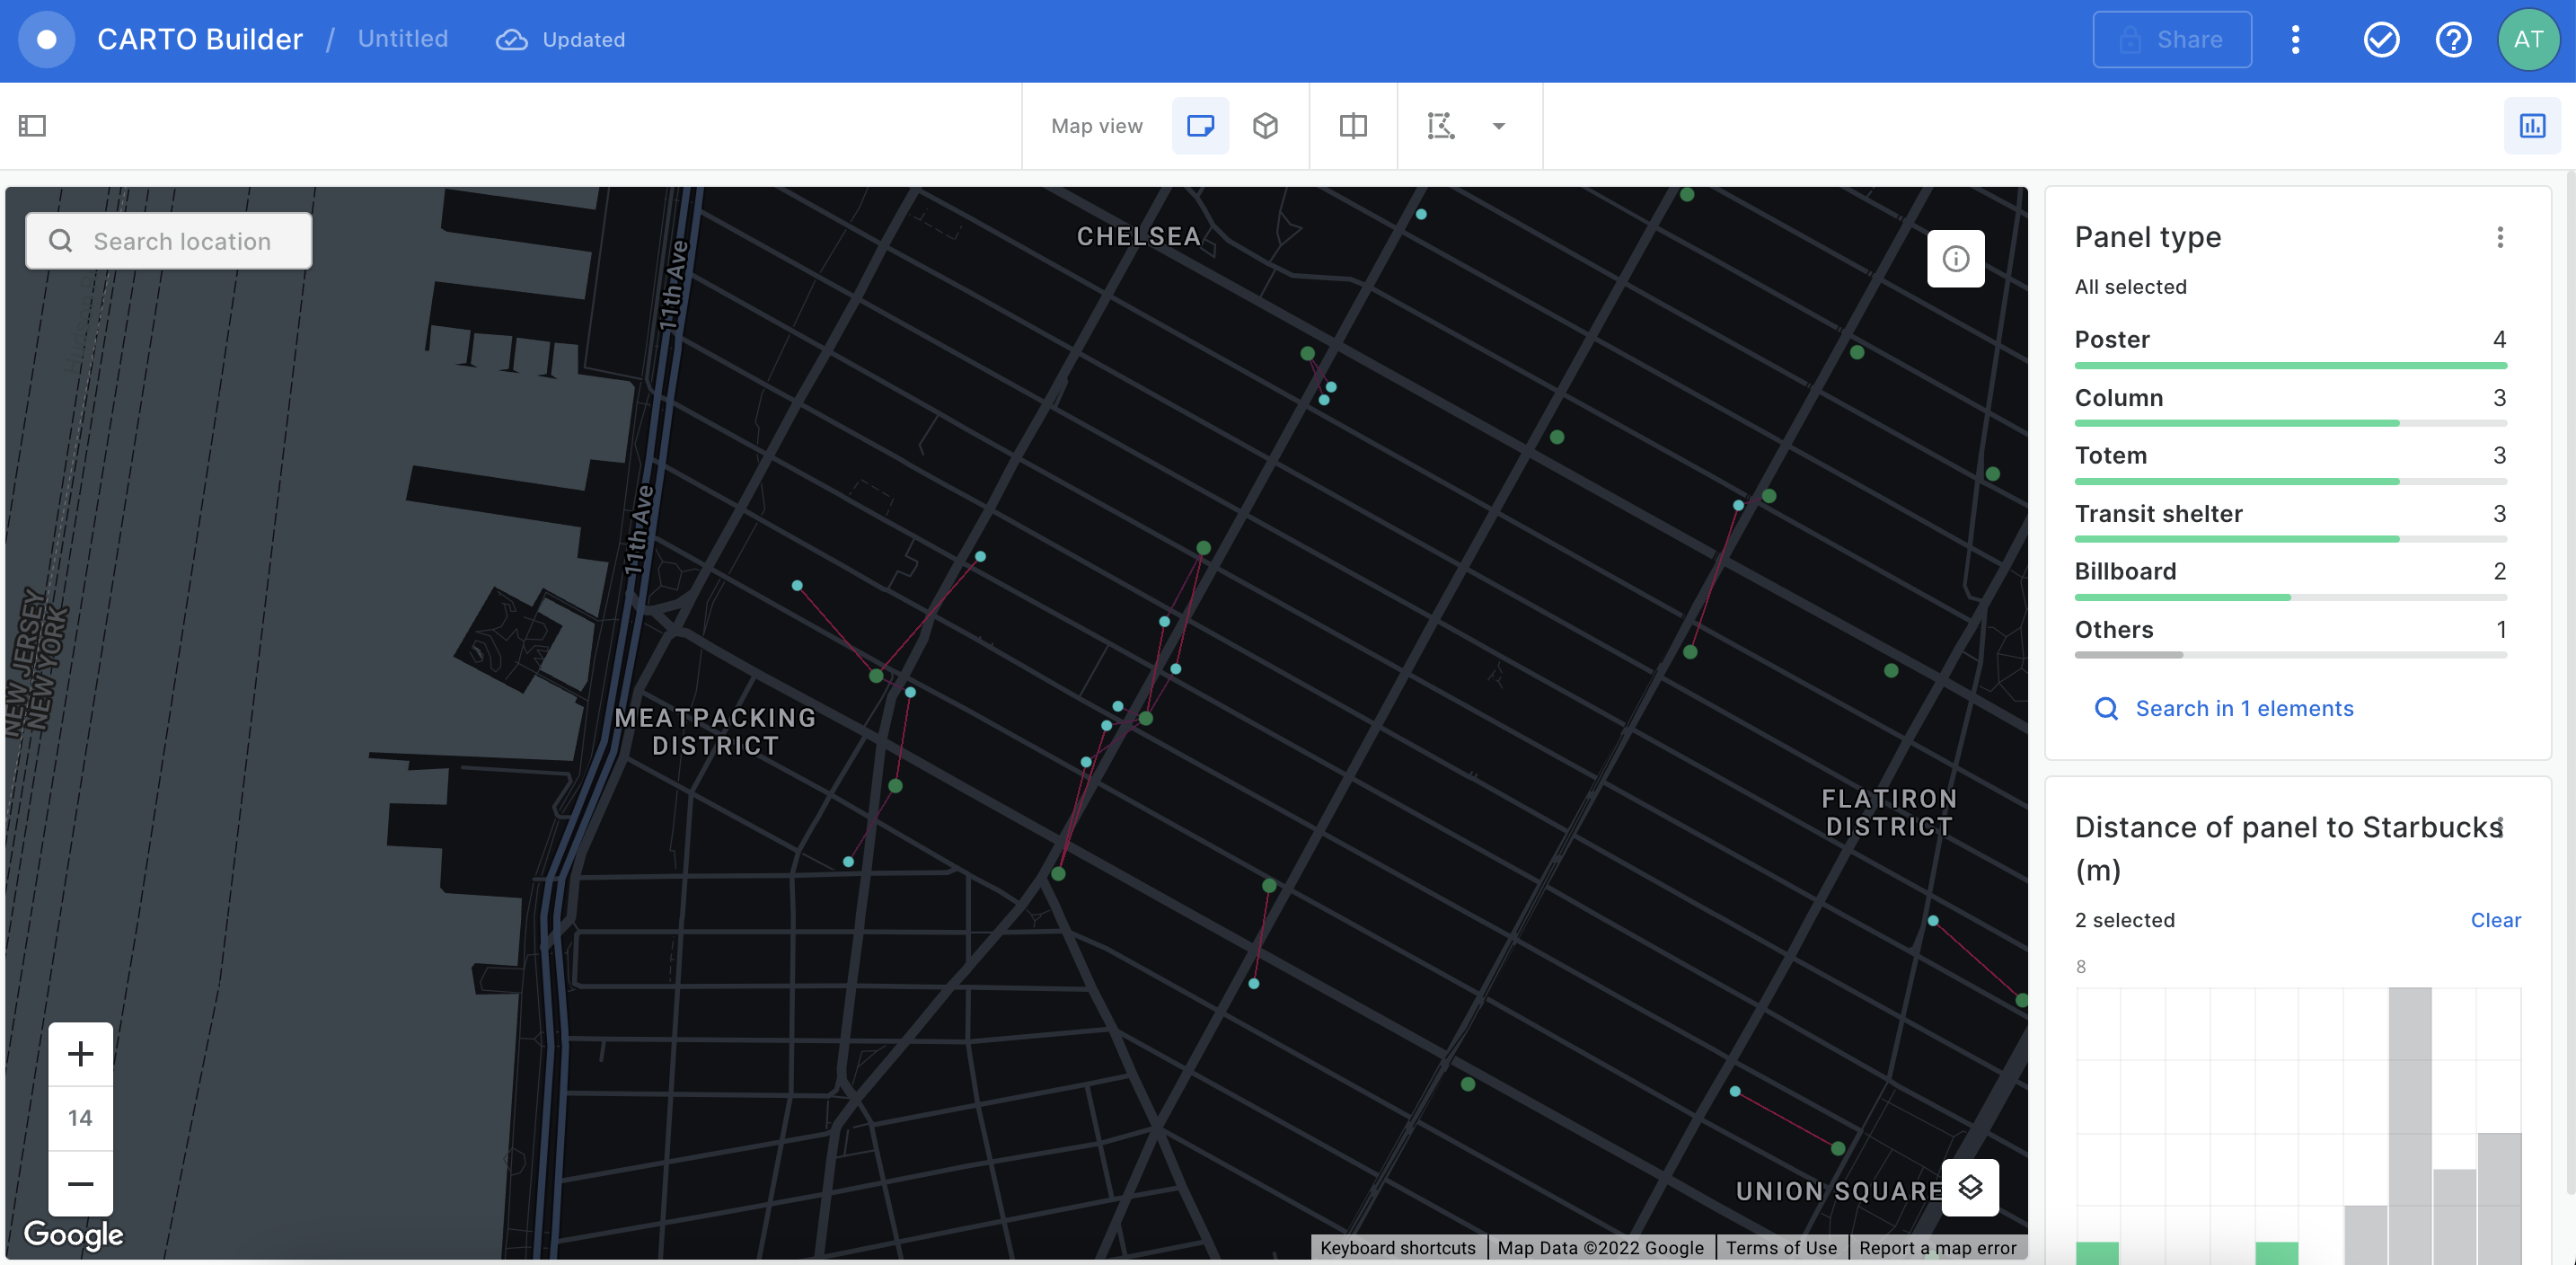 CARTO Builder / Untitled Updated
Share
AT
Map view
Search location
CHELSEA
11th Ave
11th Ave
NEW JERSEY
NEW YORK
MEATPACKING
DISTRICT
FLATIRON
DISTRICT
UNION SQUARE
14
Google
Keyboard shortcuts
Map Data ©2022 Google
Terms of Use
Report a map error
Panel type
All selected
Poster 4
Column 3
Totem 3
Transit shelter 3
Billboard 2
Others 1
Search in 1 elements
Distance of panel to Starbucks
(m)
2 selected Clear
8